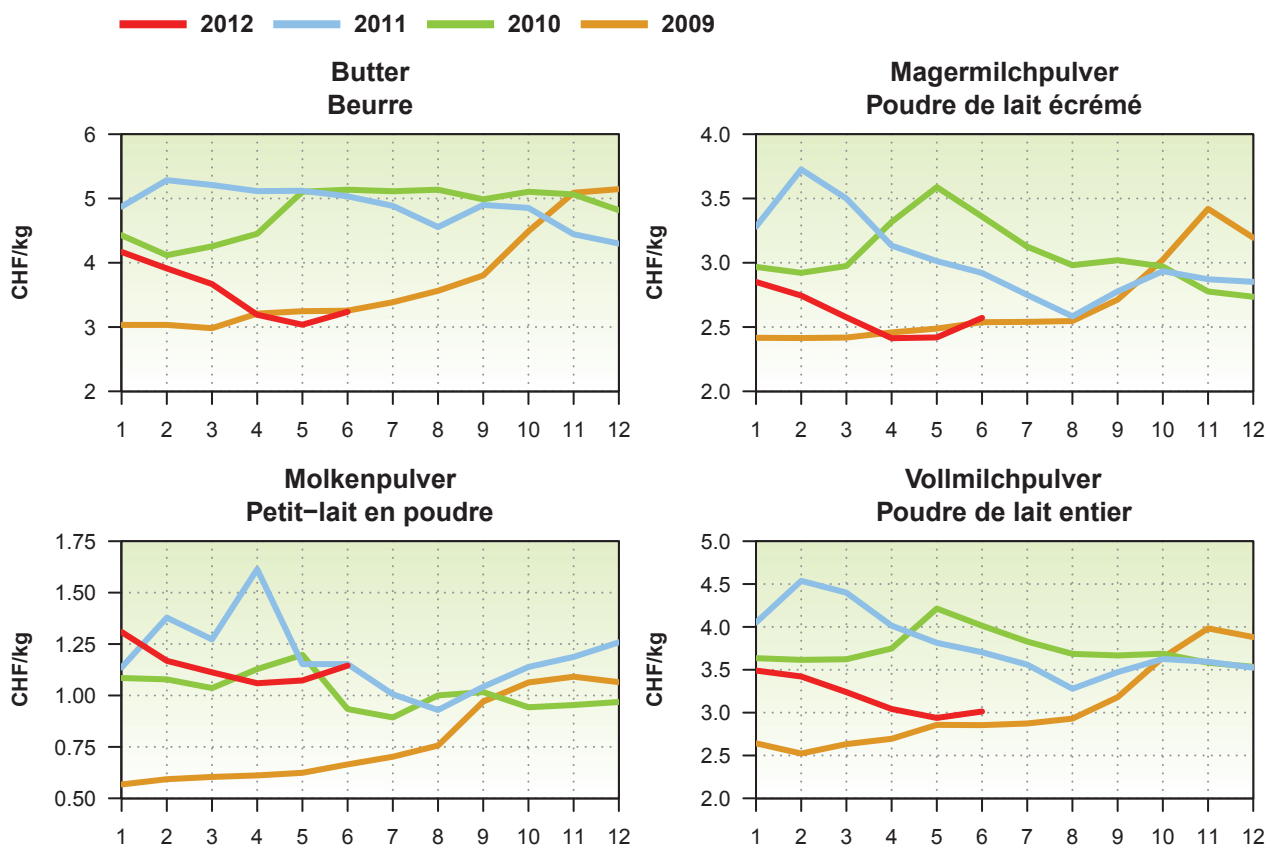 2012 2011 2010 2009
Butter
Beurre
CHF/kg
6
5
4
3
2
1 2 3 4 5 6 7 8 9 10 11 12
Magermilchpulver
Poudre de lait écrémé
CHF/kg
4.0
3.5
3.0
2.5
2.0
1 2 3 4 5 6 7 8 9 10 11 12
Molkenpulver
Petit−lait en poudre
CHF/kg
1.75
1.50
1.25
1.00
0.75
0.50
1 2 3 4 5 6 7 8 9 10 11 12
Vollmilchpulver
Poudre de lait entier
CHF/kg
5.0
4.5
4.0
3.5
3.0
2.5
2.0
1 2 3 4 5 6 7 8 9 10 11 12